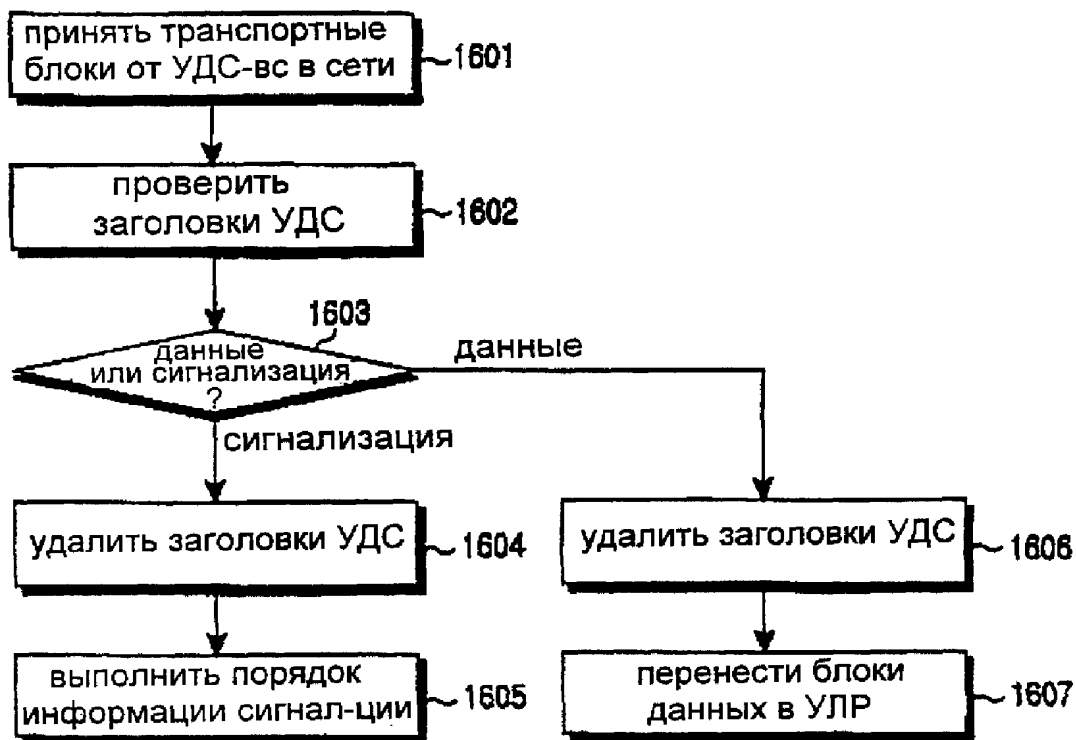 принять транспортные
блоки от УДС-вс в сети
1601
проверить
заголовки УДС
1602
1603
данные
или сигнализация
?
данные
сигнализация
удалить заголовки УДС
1604
удалить заголовки УДС
1606
выполнить порядок
информации сигнал-ции
1605
перенести блоки
данных в УЛР
1607